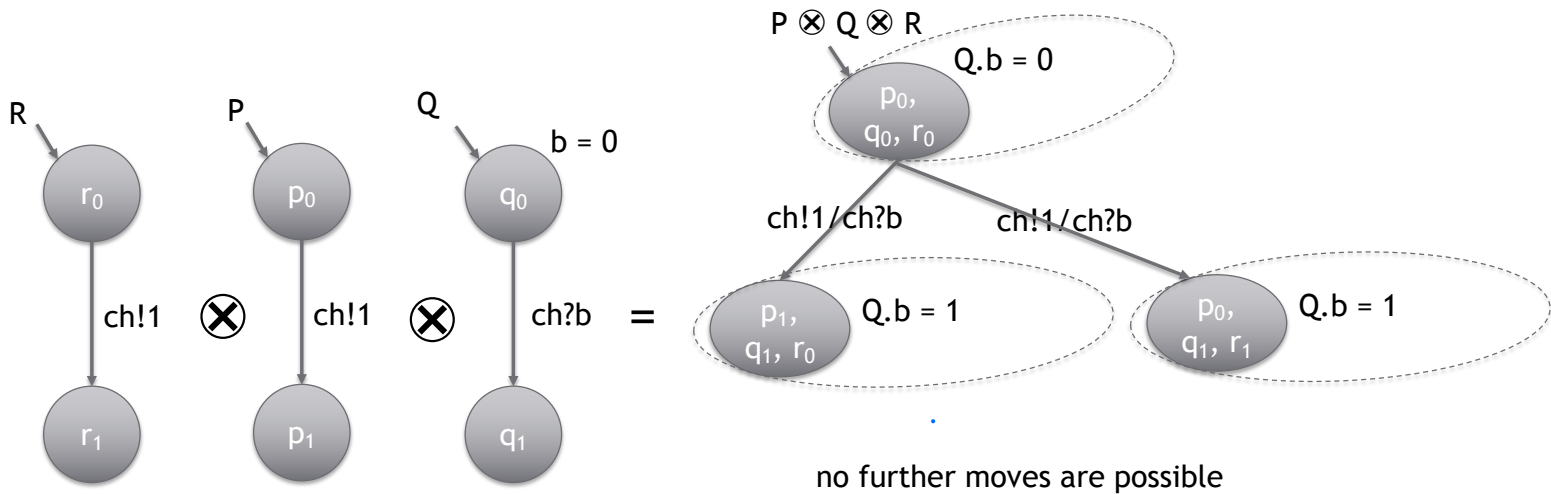 R
r₀
ch!1
r₁
⊗
P
p₀
ch!1
p₁
⊗
Q
b = 0
q₀
ch?b
q₁
=
P ⊗ Q ⊗ R
Q.b = 0
p₀,
q₀, r₀
ch!1/ch?b
ch!1/ch?b
p₁,
q₁, r₀
Q.b = 1
p₀,
q₁, r₁
Q.b = 1
no further moves are possible